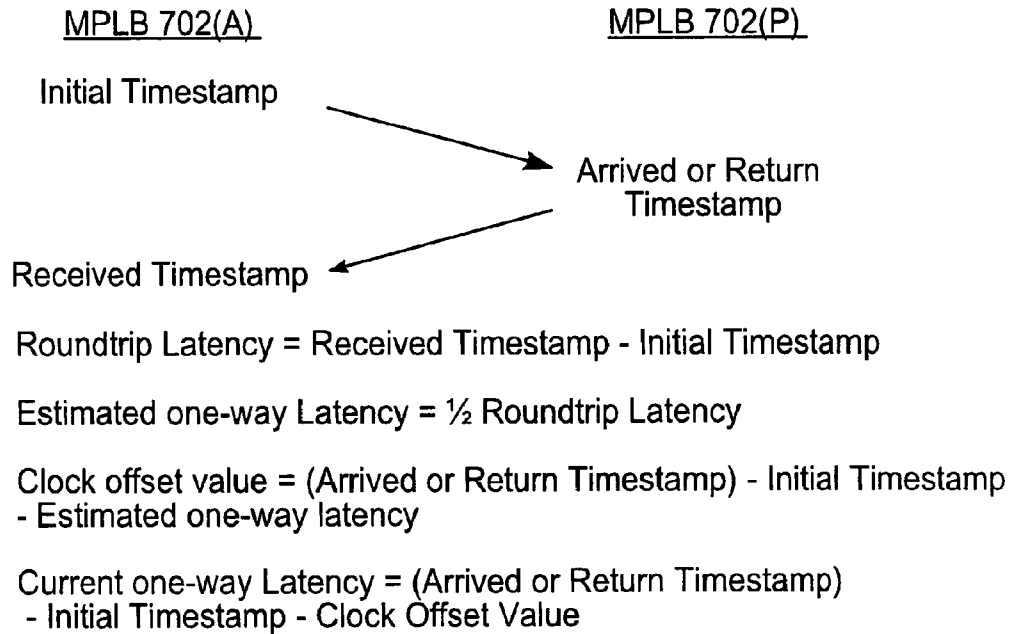 MPLB 702(A)
MPLB 702(P)
Initial Timestamp
Arrived or Return
Timestamp
Received Timestamp
Roundtrip Latency = Received Timestamp - Initial Timestamp
Estimated one-way Latency = ½ Roundtrip Latency
Clock offset value = (Arrived or Return Timestamp) - Initial Timestamp
- Estimated one-way latency
Current one-way Latency = (Arrived or Return Timestamp)
- Initial Timestamp - Clock Offset Value